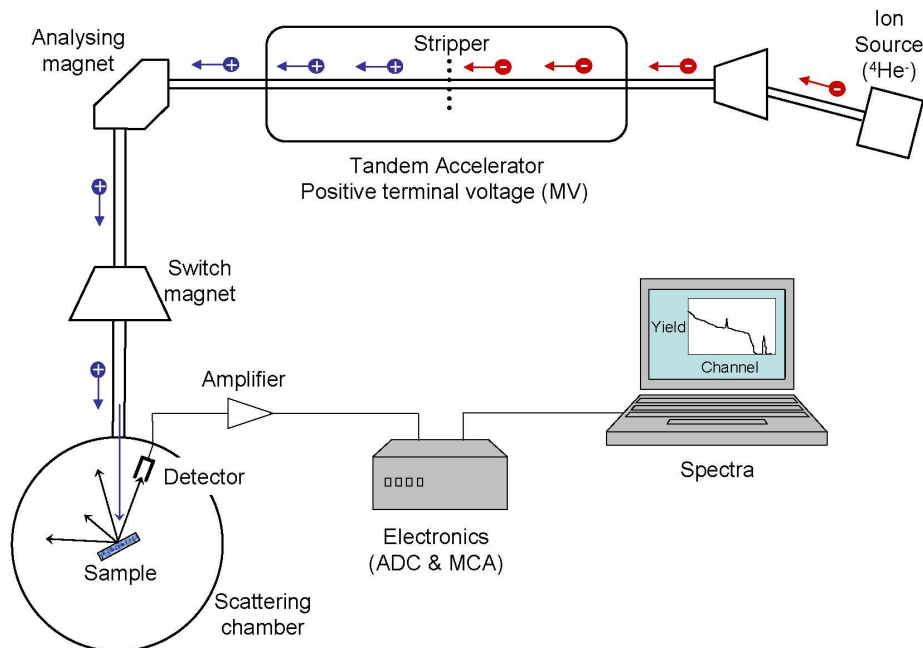 Analysing
magnet
Stripper
Ion
Source
(⁴He⁻)
Tandem Accelerator
Positive terminal voltage (MV)
Switch
magnet
Yield
Channel
Amplifier
Detector
Spectra
Electronics
(ADC & MCA)
Sample
Scattering
chamber